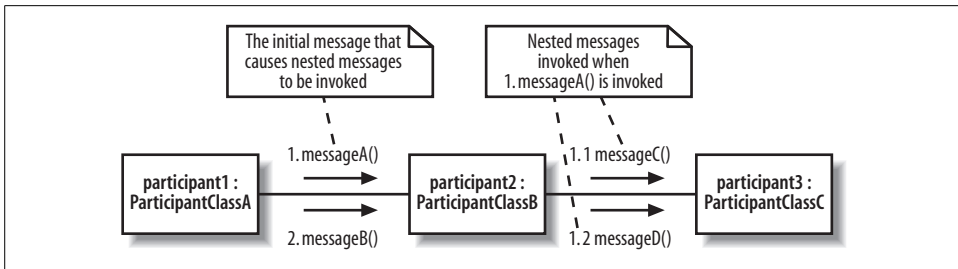 The initial message that
causes nested messages
to be invoked
Nested messages
invoked when
1. messageA() is invoked
1. messageA()
1. 1 messageC()
participant1 :
ParticipantClassA
participant2 :
ParticipantClassB
participant3 :
ParticipantClassC
2. messageB()
1. 2 messageD()